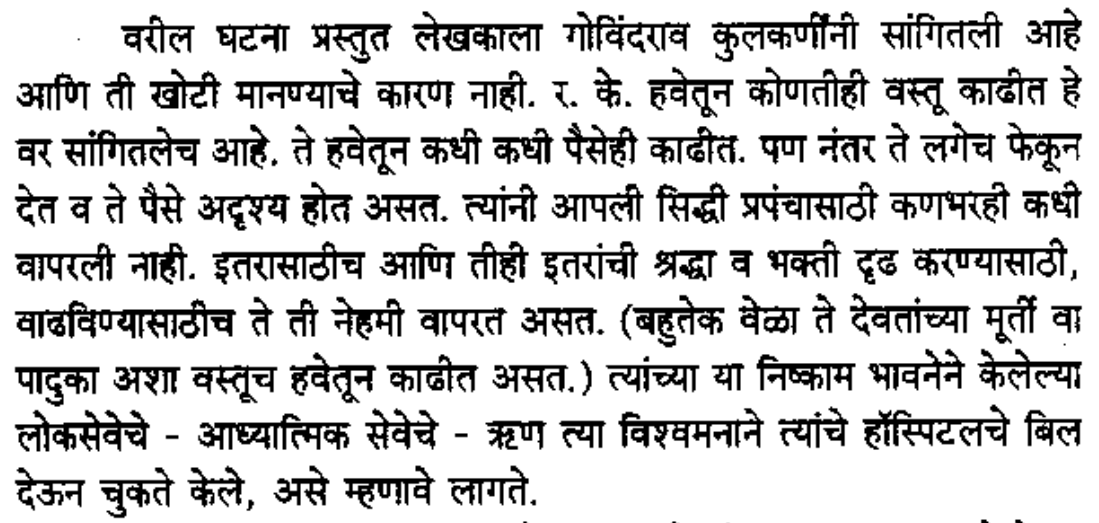 वरील घटना प्रस्तुत लेखकाला गोविंदराव कुलकर्णींनी सांगितली आहे
आणि ती खोटी मानण्याचे कारण नाही. र. के. हवेतून कोणतीही वस्तू काढीत हे
वर सांगितलेच आहे. ते हवेतून कधी कधी पैसेही काढीत. पण नंतर ते लगेच फेकून
देत व ते पैसे अदृश्य होत असत. त्यांनी आपली सिद्धी प्रपंचासाठी कणभरही कधी
वापरली नाही. इतरासाठीच आणि तीही इतरांची श्रद्धा व भक्ती दृढ करण्यासाठी,
वाढविण्यासाठीच ते ती नेहमी वापरत असत. (बहुतेक वेळा ते देवतांच्या मूर्ती वा
पादुका अशा वस्तूच हवेतून काढीत असत.) त्यांच्या या निष्काम भावनेने केलेल्या
लोकसेवेचे - आध्यात्मिक सेवेचे - ऋण त्या विश्वमनाने त्यांचे हॉस्पिटलचे बिल
देऊन चुकते केले, असे म्हणावे लागते.